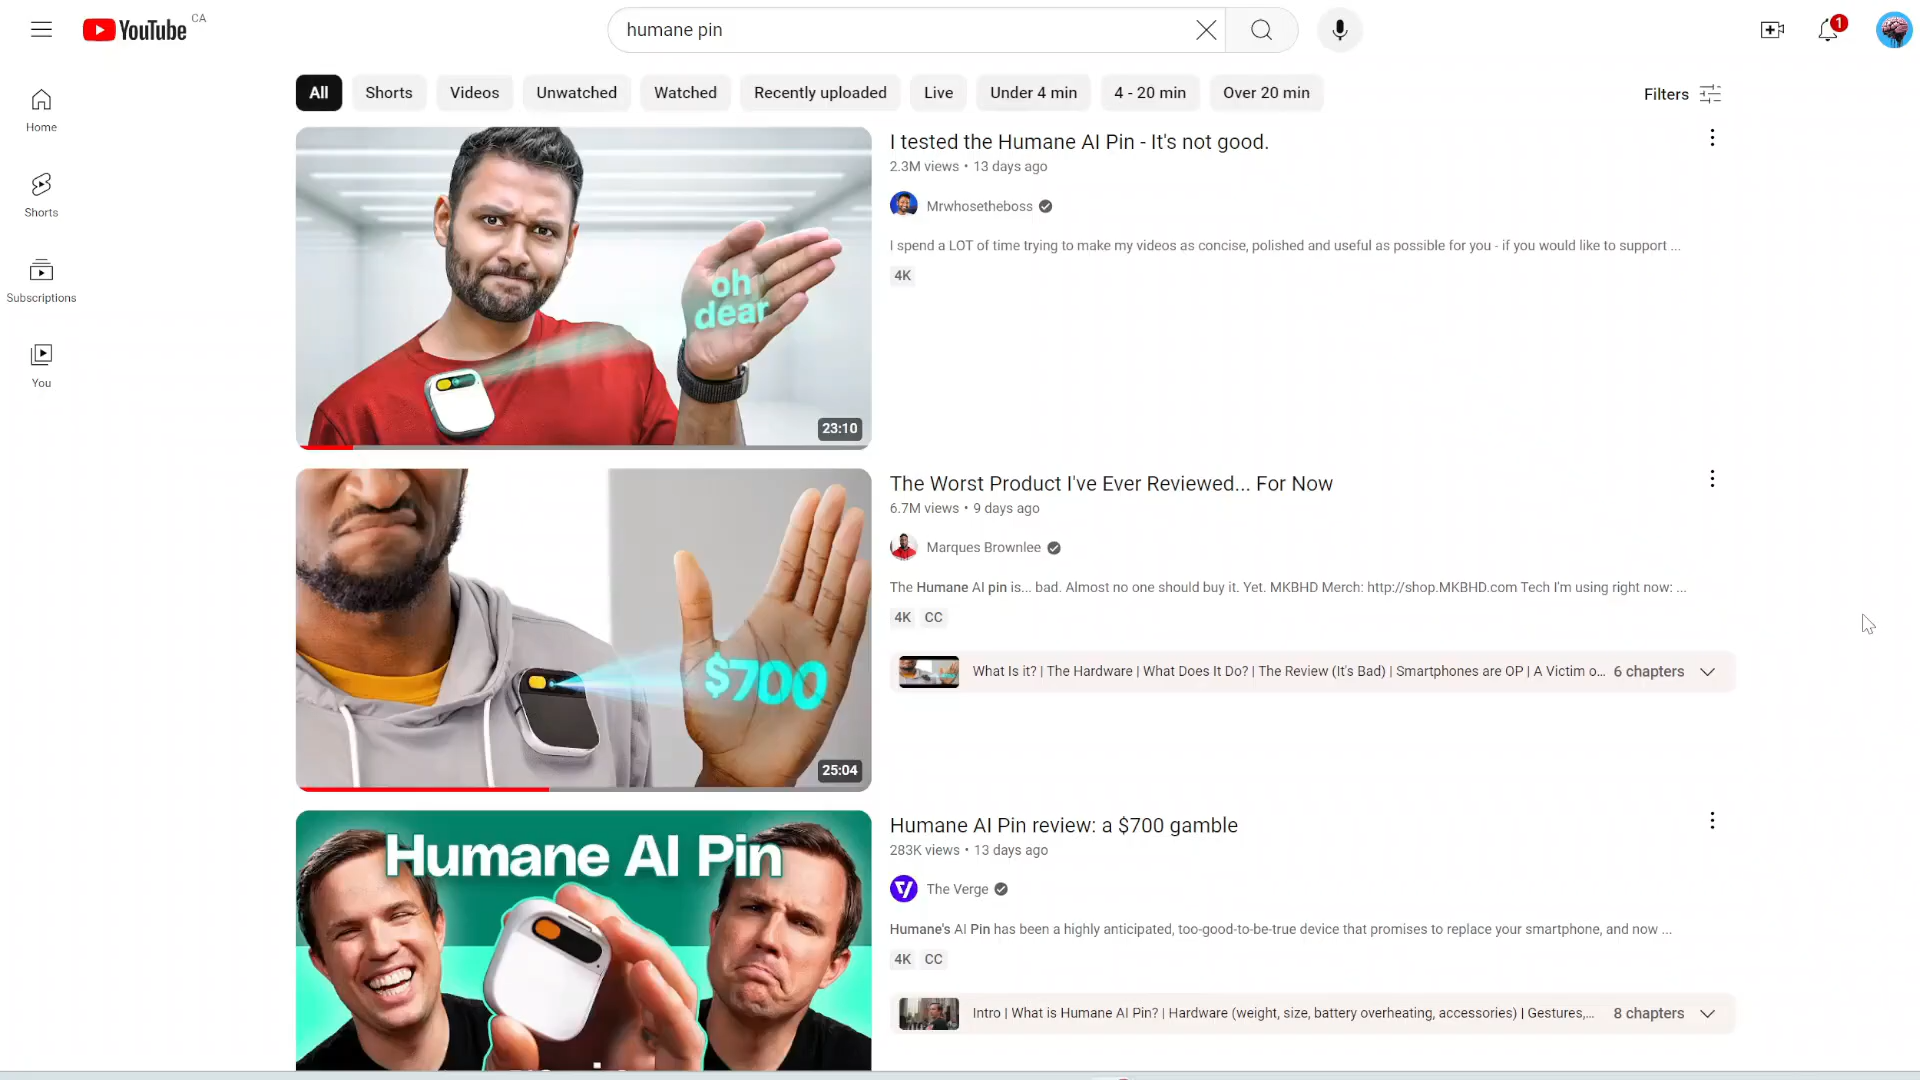 YouTube CA
humane pin
1
All Shorts Videos Unwatched Watched Recently uploaded Live Under 4 min 4 - 20 min Over 20 min Filters
Home
Shorts
Subscriptions
You
oh
dear
23:10
I tested the Humane AI Pin - It's not good.
2.3M views • 13 days ago
Mrwhosetheboss
I spend a LOT of time trying to make my videos as concise, polished and useful as possible for you - if you would like to support ...
4K
$700
25:04
The Worst Product I've Ever Reviewed... For Now
6.7M views • 9 days ago
Marques Brownlee
The Humane AI pin is... bad. Almost no one should buy it. Yet. MKBHD Merch: http://shop.MKBHD.com Tech I'm using right now: ...
4K CC
What Is it? | The Hardware | What Does It Do? | The Review (It's Bad) | Smartphones are OP | A Victim o... 6 chapters
Humane AI Pin
Humane AI Pin review: a $700 gamble
283K views • 13 days ago
The Verge
Humane's AI Pin has been a highly anticipated, too-good-to-be-true device that promises to replace your smartphone, and now ...
4K CC
Intro | What is Humane AI Pin? | Hardware (weight, size, battery overheating, accessories) | Gestures,... 8 chapters